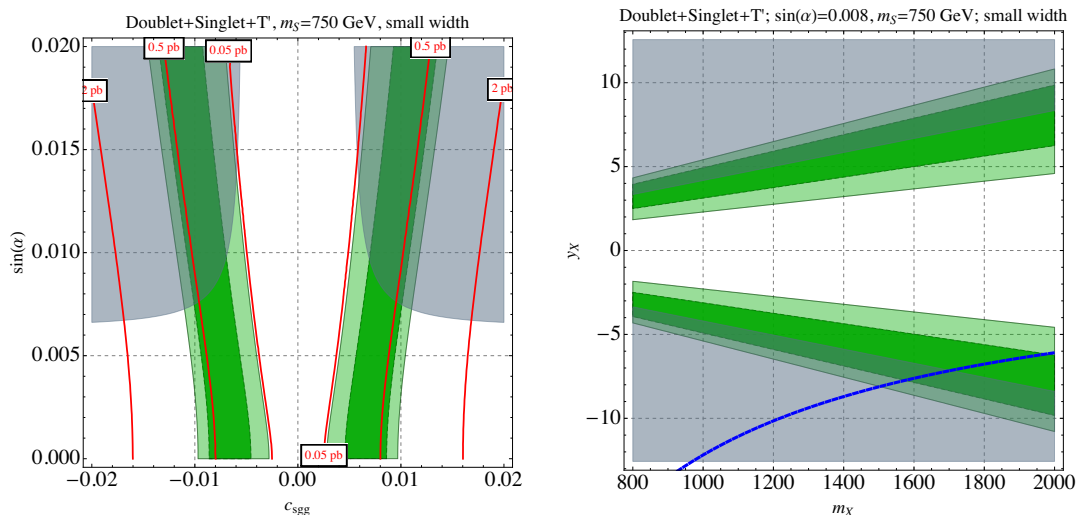 Doublet+Singlet+T', m_S=750 GeV, small width
0.5 pb
0.05 pb
0.5 pb
2 pb
2 pb
0.05 pb
0.020
0.015
0.010
0.005
0.000
sin(α)
-0.02
-0.01
0.00
0.01
0.02
c_sgg
Doublet+Singlet+T'; sin(α)=0.008, m_S=750 GeV; small width
10
5
0
-5
-10
y_X
800
1000
1200
1400
1600
1800
2000
m_X